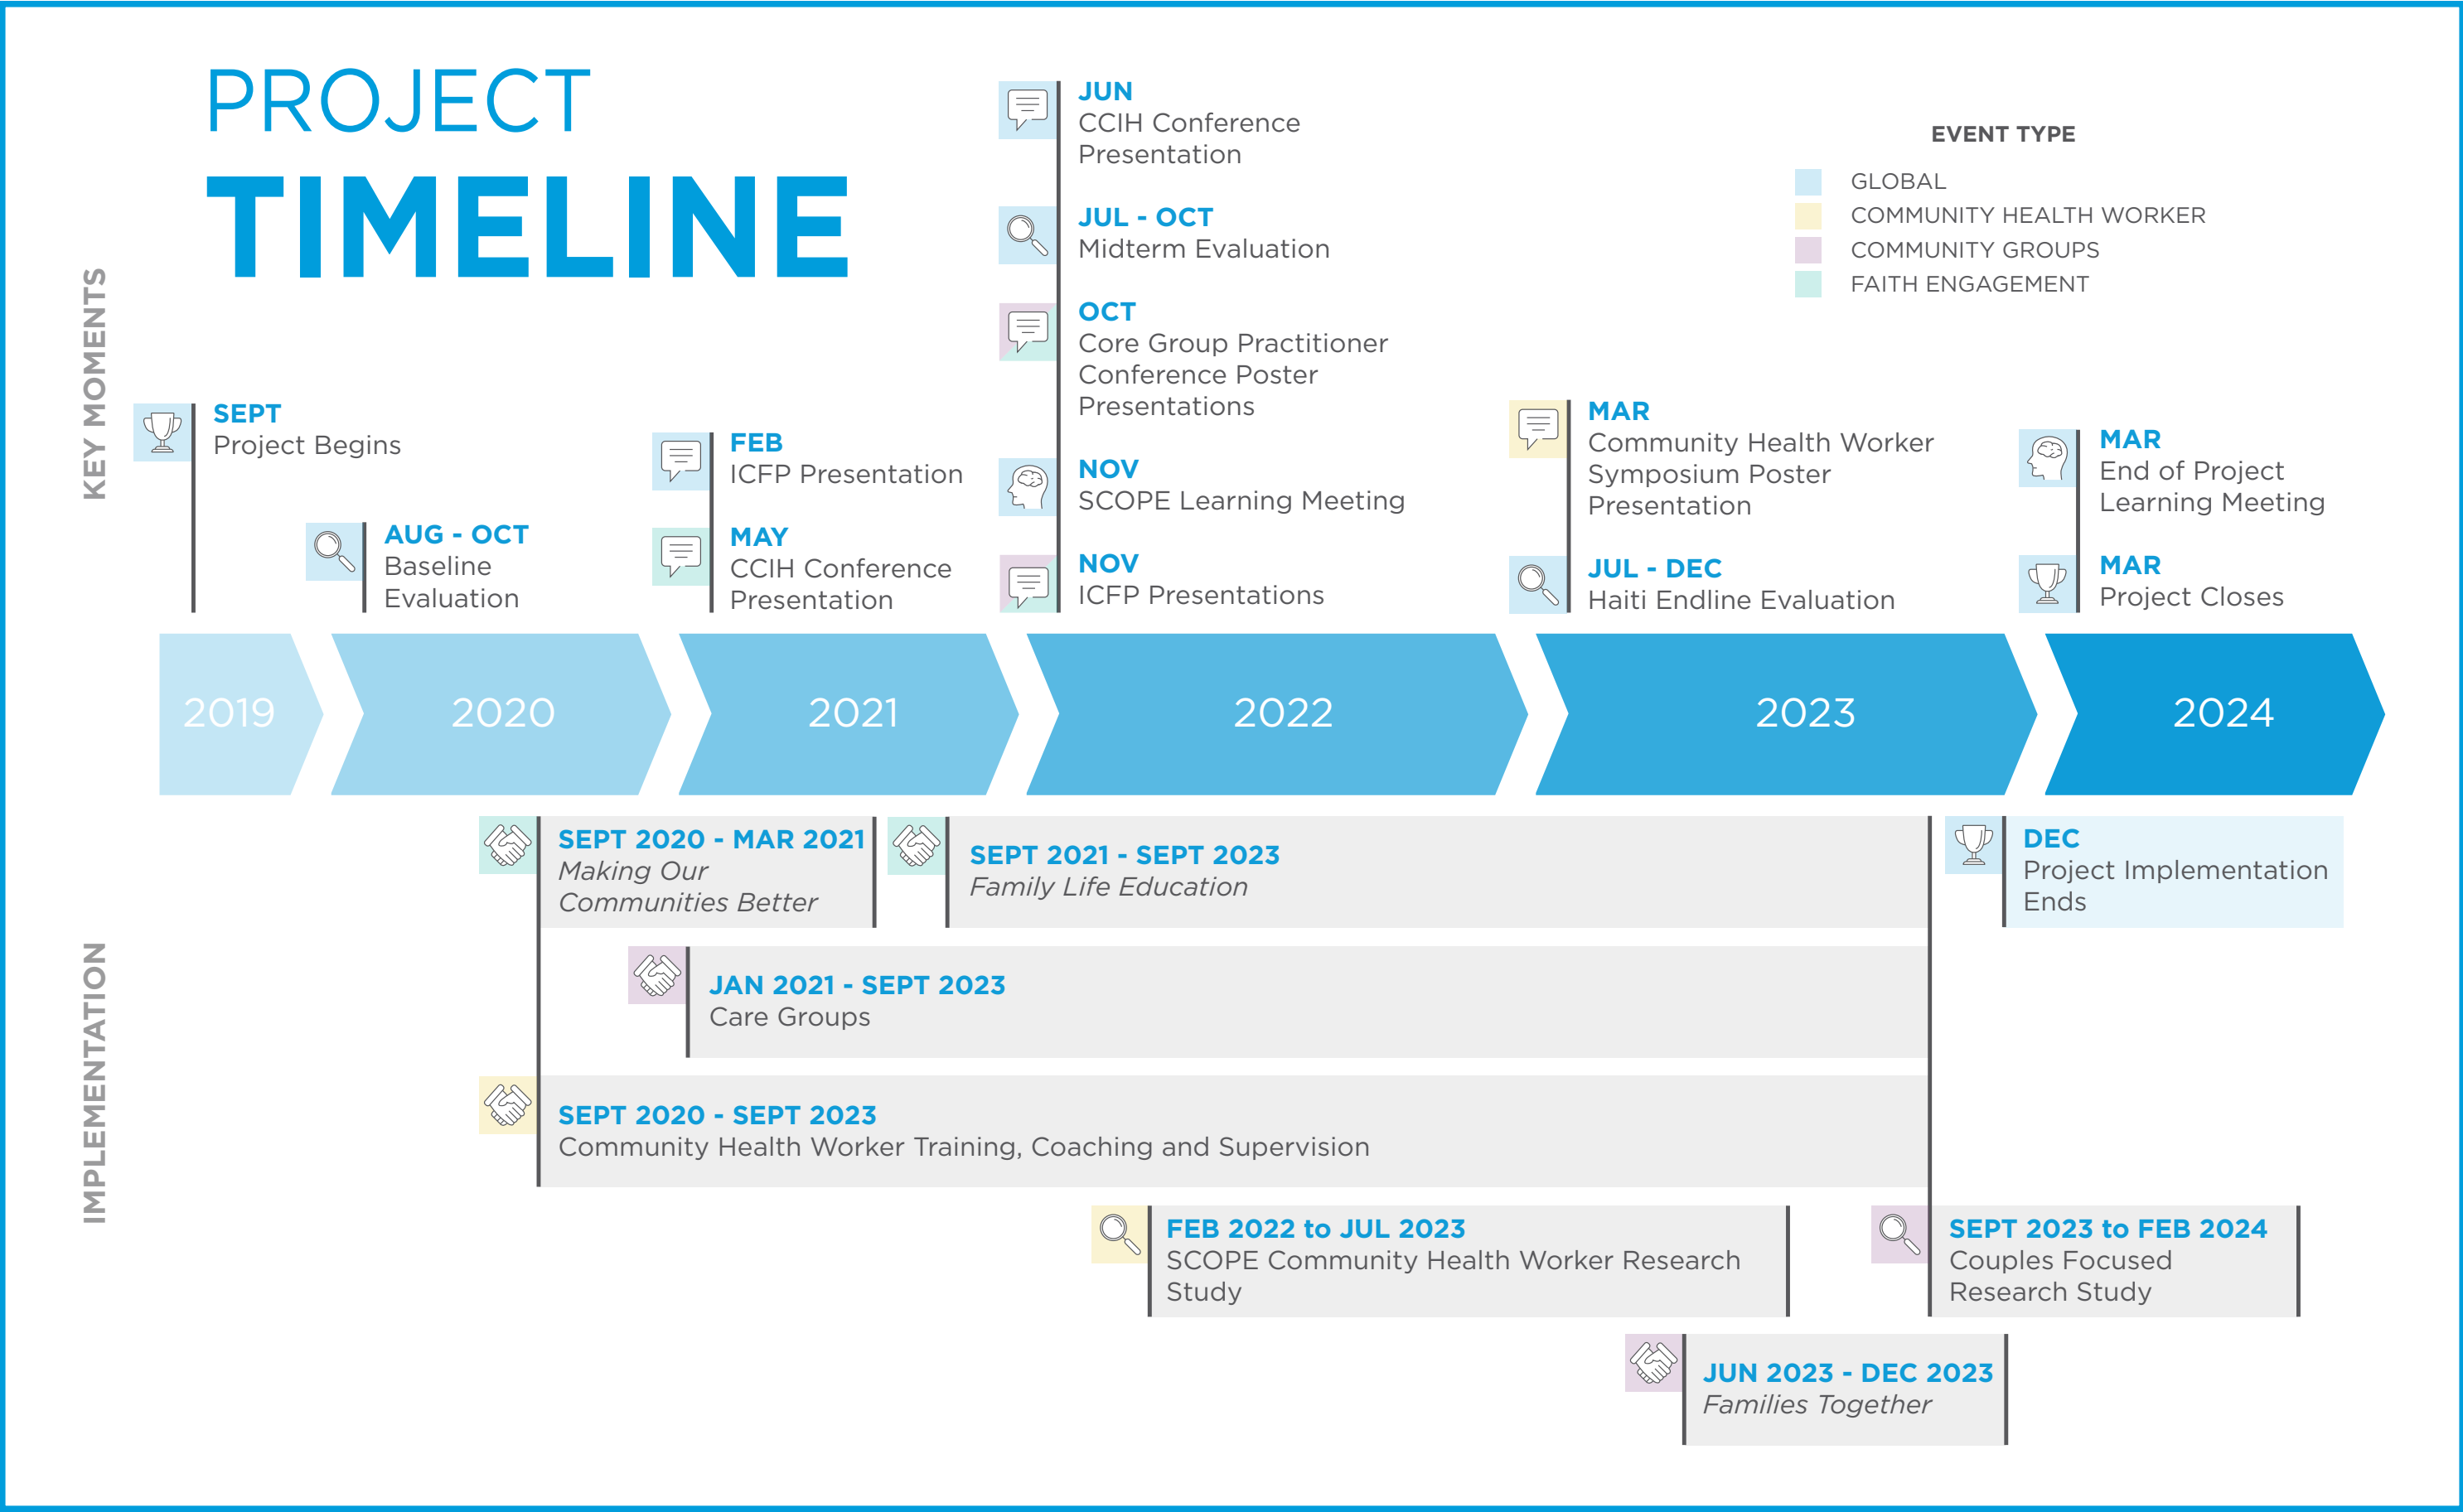 PROJECT
TIMELINE
EVENT TYPE
GLOBAL
COMMUNITY HEALTH WORKER
COMMUNITY GROUPS
FAITH ENGAGEMENT
KEY MOMENTS
SEPT
Project Begins
AUG - OCT
Baseline
Evaluation
FEB
ICFP Presentation
MAY
CCIH Conference
Presentation
JUN
CCIH Conference
Presentation
JUL - OCT
Midterm Evaluation
OCT
Core Group Practitioner
Conference Poster
Presentations
NOV
SCOPE Learning Meeting
NOV
ICFP Presentations
MAR
Community Health Worker
Symposium Poster
Presentation
JUL - DEC
Haiti Endline Evaluation
MAR
End of Project
Learning Meeting
MAR
Project Closes
2019
2020
2021
2022
2023
2024
IMPLEMENTATION
SEPT 2020 - MAR 2021
Making Our
Communities Better
SEPT 2021 - SEPT 2023
Family Life Education
DEC
Project Implementation
Ends
JAN 2021 - SEPT 2023
Care Groups
SEPT 2020 - SEPT 2023
Community Health Worker Training, Coaching and Supervision
FEB 2022 to JUL 2023
SCOPE Community Health Worker Research
Study
SEPT 2023 to FEB 2024
Couples Focused
Research Study
JUN 2023 - DEC 2023
Families Together